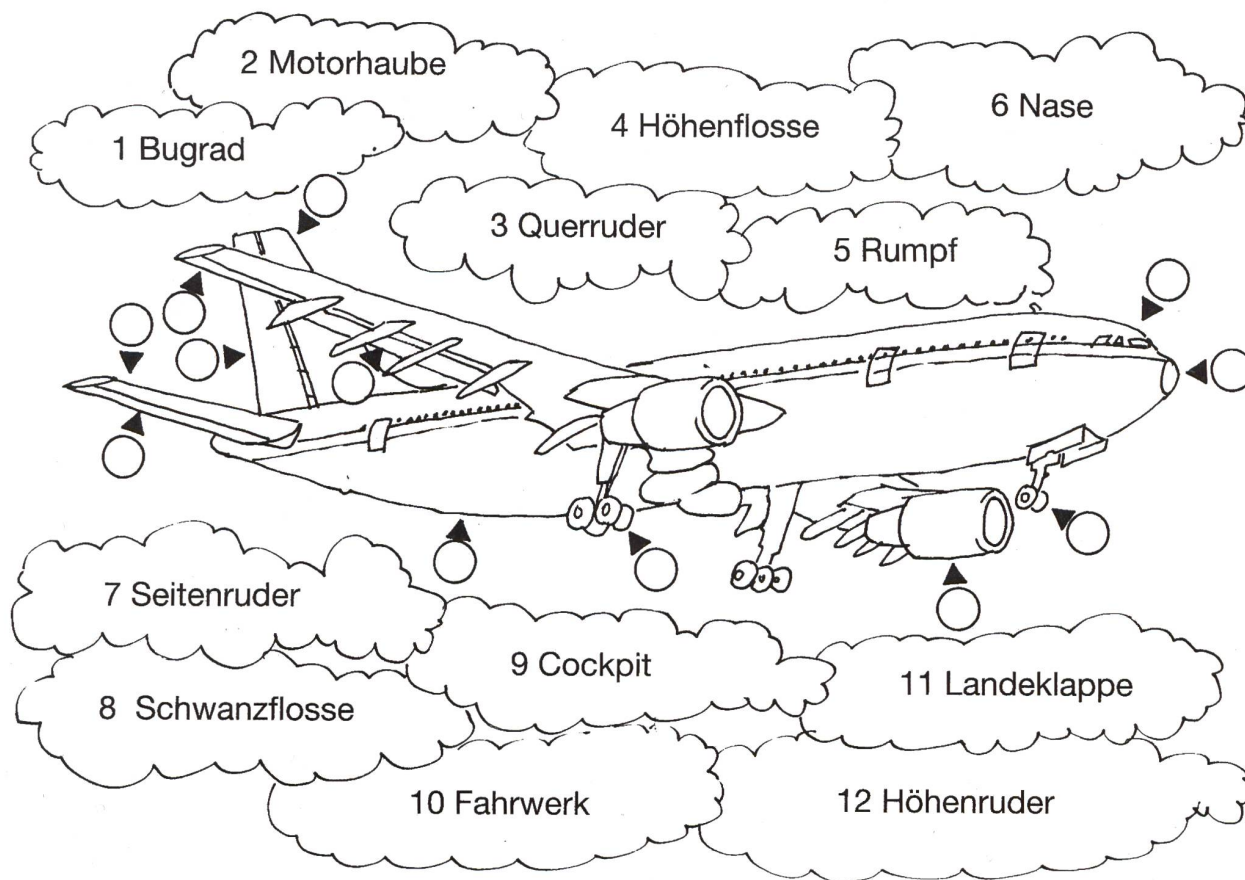 2 Motorhaube
6 Nase
4 Höhenflosse
1 Bugrad
3 Querruder
5 Rumpf
7 Seitenruder
9 Cockpit
11 Landeklappe
8 Schwanzflosse
10 Fahrwerk
12 Höhenruder